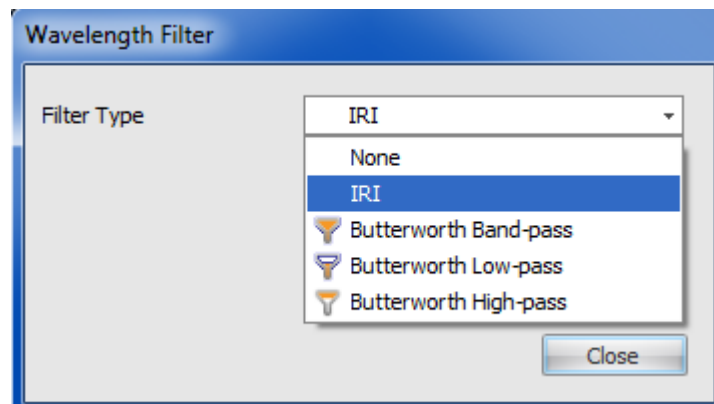 Wavelength Filter
Filter Type IRI
None
IRI
Butterworth Band-pass
Butterworth Low-pass
Butterworth High-pass
Close